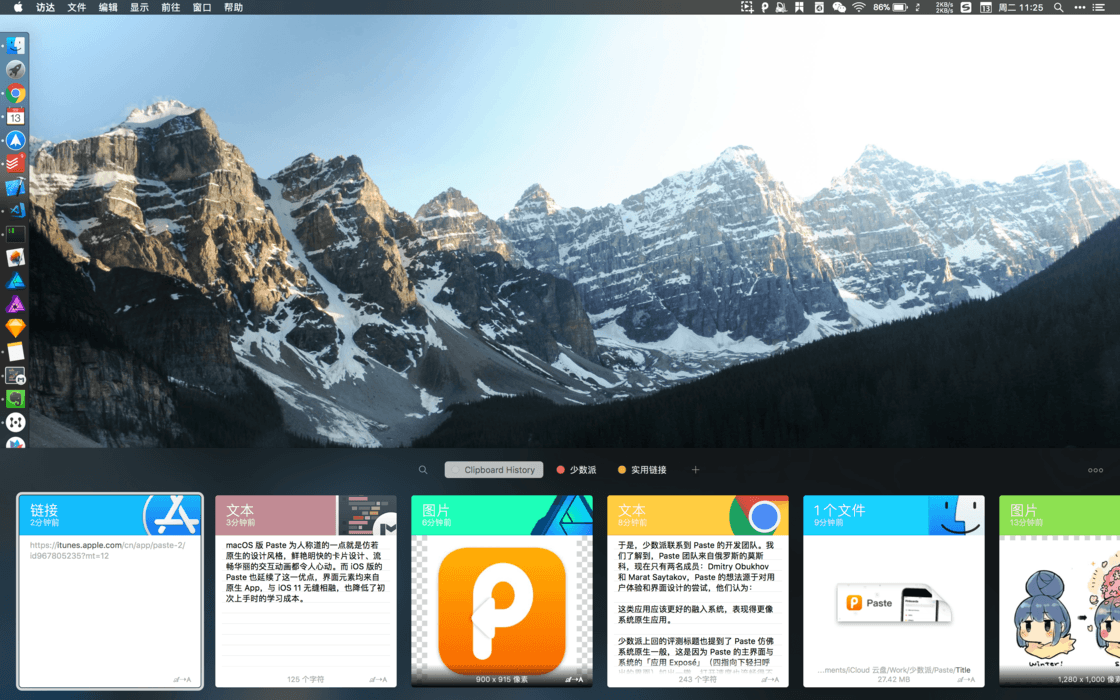 访达 文件 编辑 显示 前往 窗口 帮助
86%
2KB/s
2KB/s
13
周二 11:25
13
Clipboard History
少数派
实用链接
链接
2分钟前
https://itunes.apple.com/cn/app/paste-2/
id967805235?mt=12
文本
3分钟前
macOS 版 Paste 为人称道的一点就是仿若
原生的设计风格，鲜艳明快的卡片设计、流
畅华丽的交互动画都令人心动。而 iOS 版的
Paste 也延续了这一优点，界面元素均来自
原生 App，与 iOS 11 无缝相融，也降低了初
次上手时的学习成本。
125 个字符
图片
6分钟前
900 x 915 像素
文本
8分钟前
于是，少数派联系到 Paste 的开发团队。我
们了解到，Paste 团队来自俄罗斯的莫斯
科，现在只有两名成员：Dmitry Obukhov
和 Marat Saytakov，Paste 的想法源于对用
户体验和界面设计的尝试，他们认为：
这类应用应该更好的融入系统，表现得更像
系统原生应用。
少数派上回的评测标题也提到了 Paste 仿佛
系统原生一般，这是因为 Paste 的主界面与
系统的「应用 Exposé」（四指向下轻扫呼
243 个字符
1 个文件
9分钟前
Paste
...ments/iCloud 云盘/Work/少数派/Paste/Title
27.42 MB
图片
13分钟前
winter!
1,280 x 1,000 像